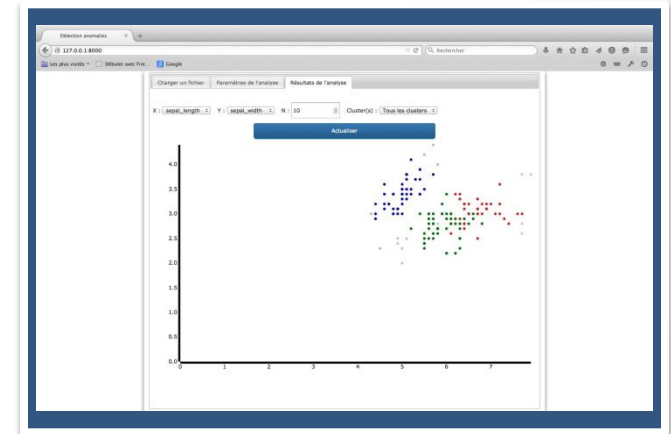 Détection anomalies × +
127.0.0.1:8000
Rechercher
Les plus visités Débuter avec Fire... Google
Charger un fichier Paramètres de l'analyse Résultats de l'analyse
X : sepal_length Y : sepal_width N : 10 Cluster(s) : Tous les clusters
Actualiser
4.0
3.5
3.0
2.5
2.0
1.5
1.0
0.5
0.0
0 1 2 3 4 5 6 7